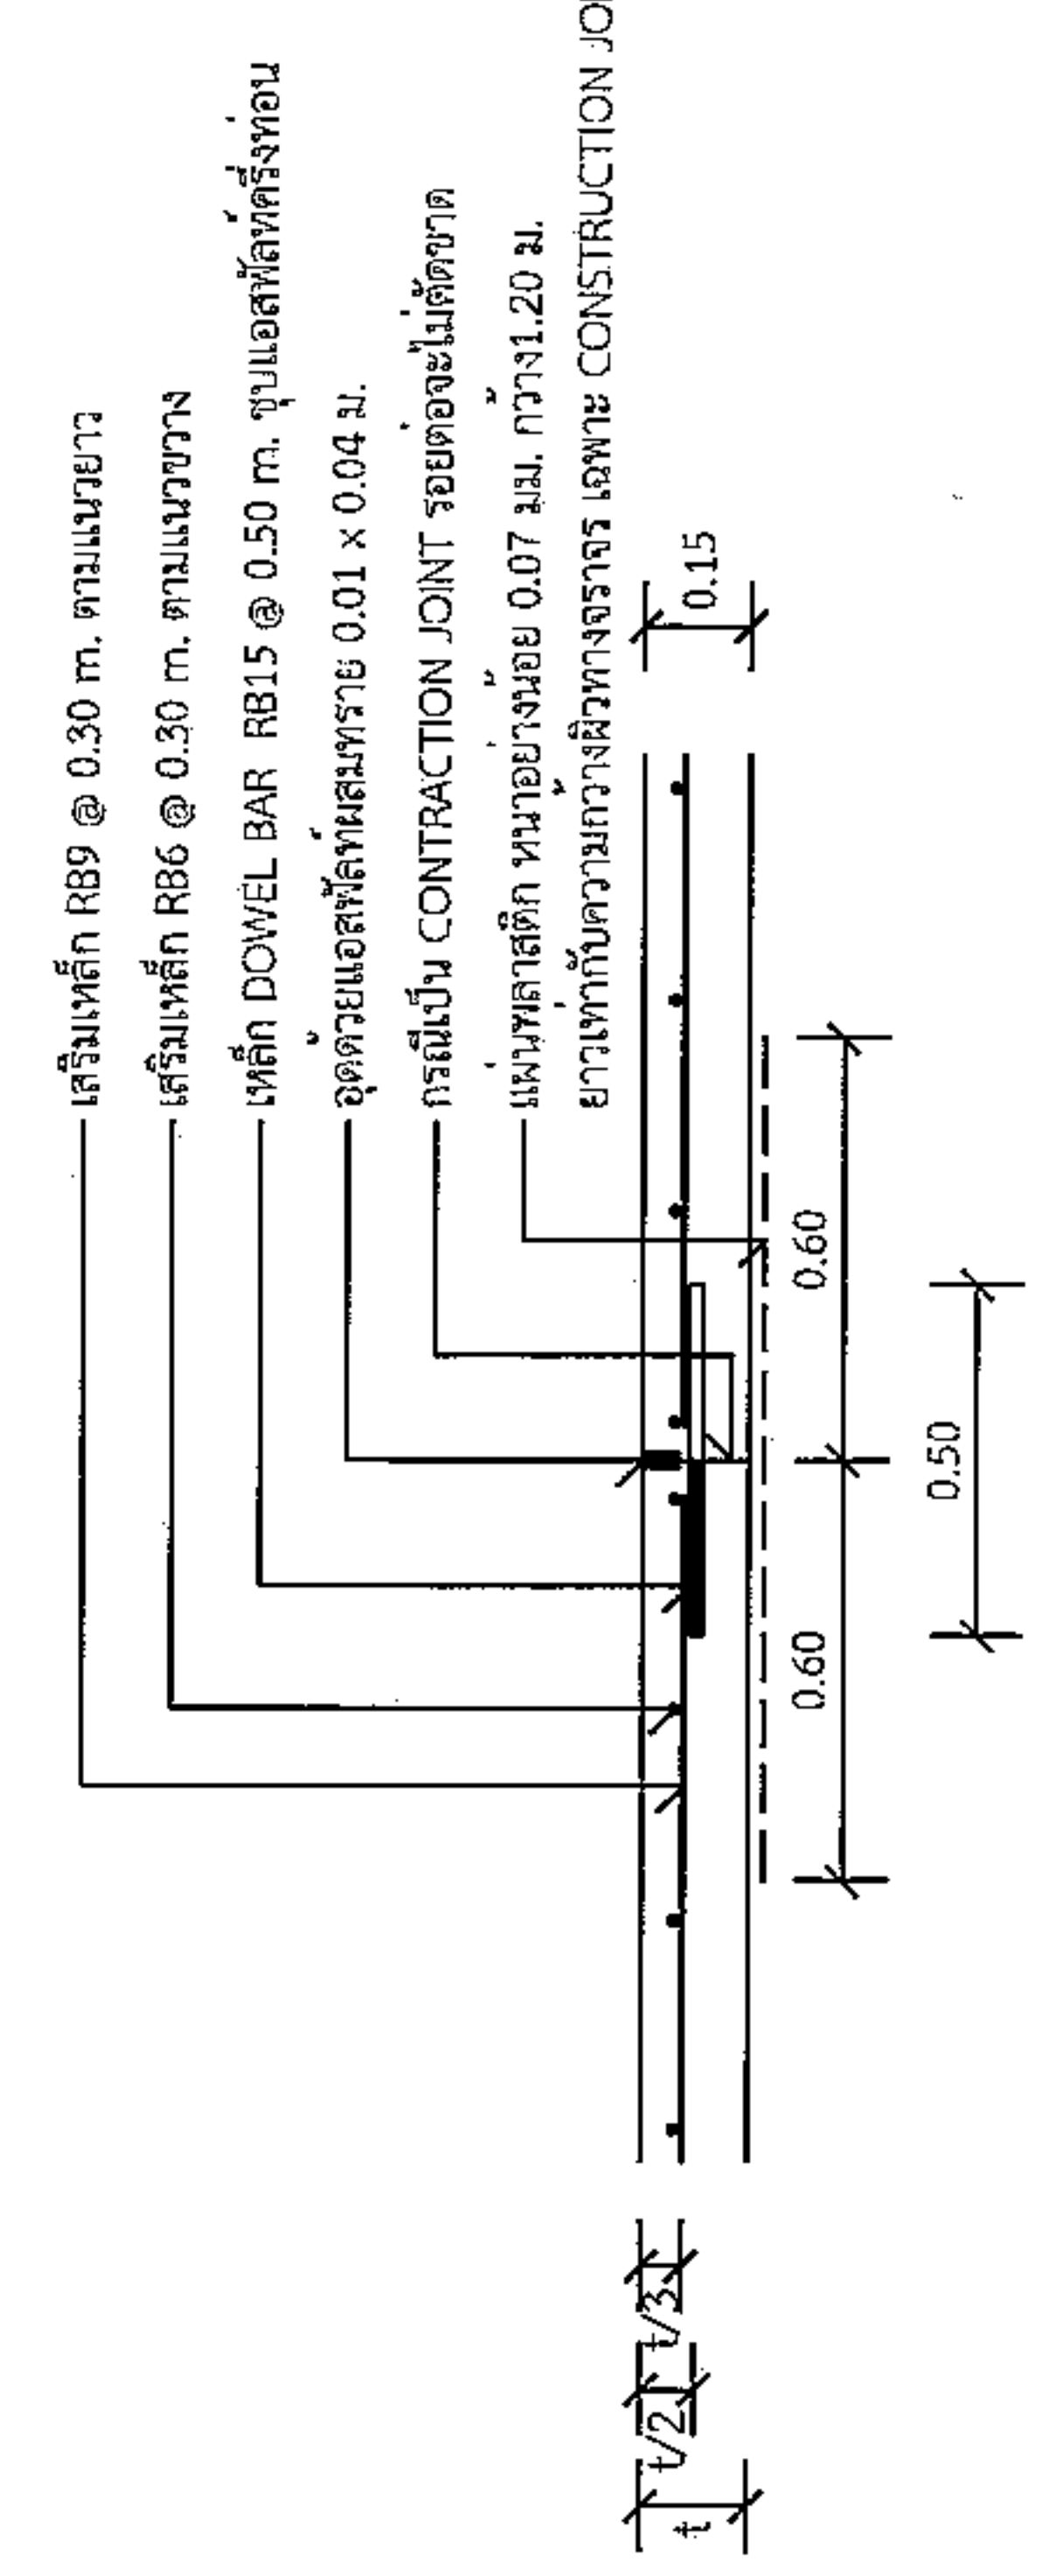 เสริมเหล็ก RB9 @ 0.30 m. ตามแนวยาว
เสริมเหล็ก RB6 @ 0.30 m. ตามแนวขวาง
เหล็ก DOWEL BAR RB15 @ 0.50 m. ชุบแอสฟัลท์ครึ่งท่อน
อุดด้วยแอสฟัลท์ผสมทราย 0.01 x 0.04 ม.
กรณีเป็น CONTRACTION JOINT รอยต่อจะไม่ตัดขาด
แผ่นพลาสติก หนาอย่างน้อย 0.07 มม. กว้าง1.20 ม.
ยาวเท่ากับความกว้างผิวทางจราจร เฉพาะ CONSTRUCTION
0.15
t
t/2
t/3
0.60
0.60
0.50